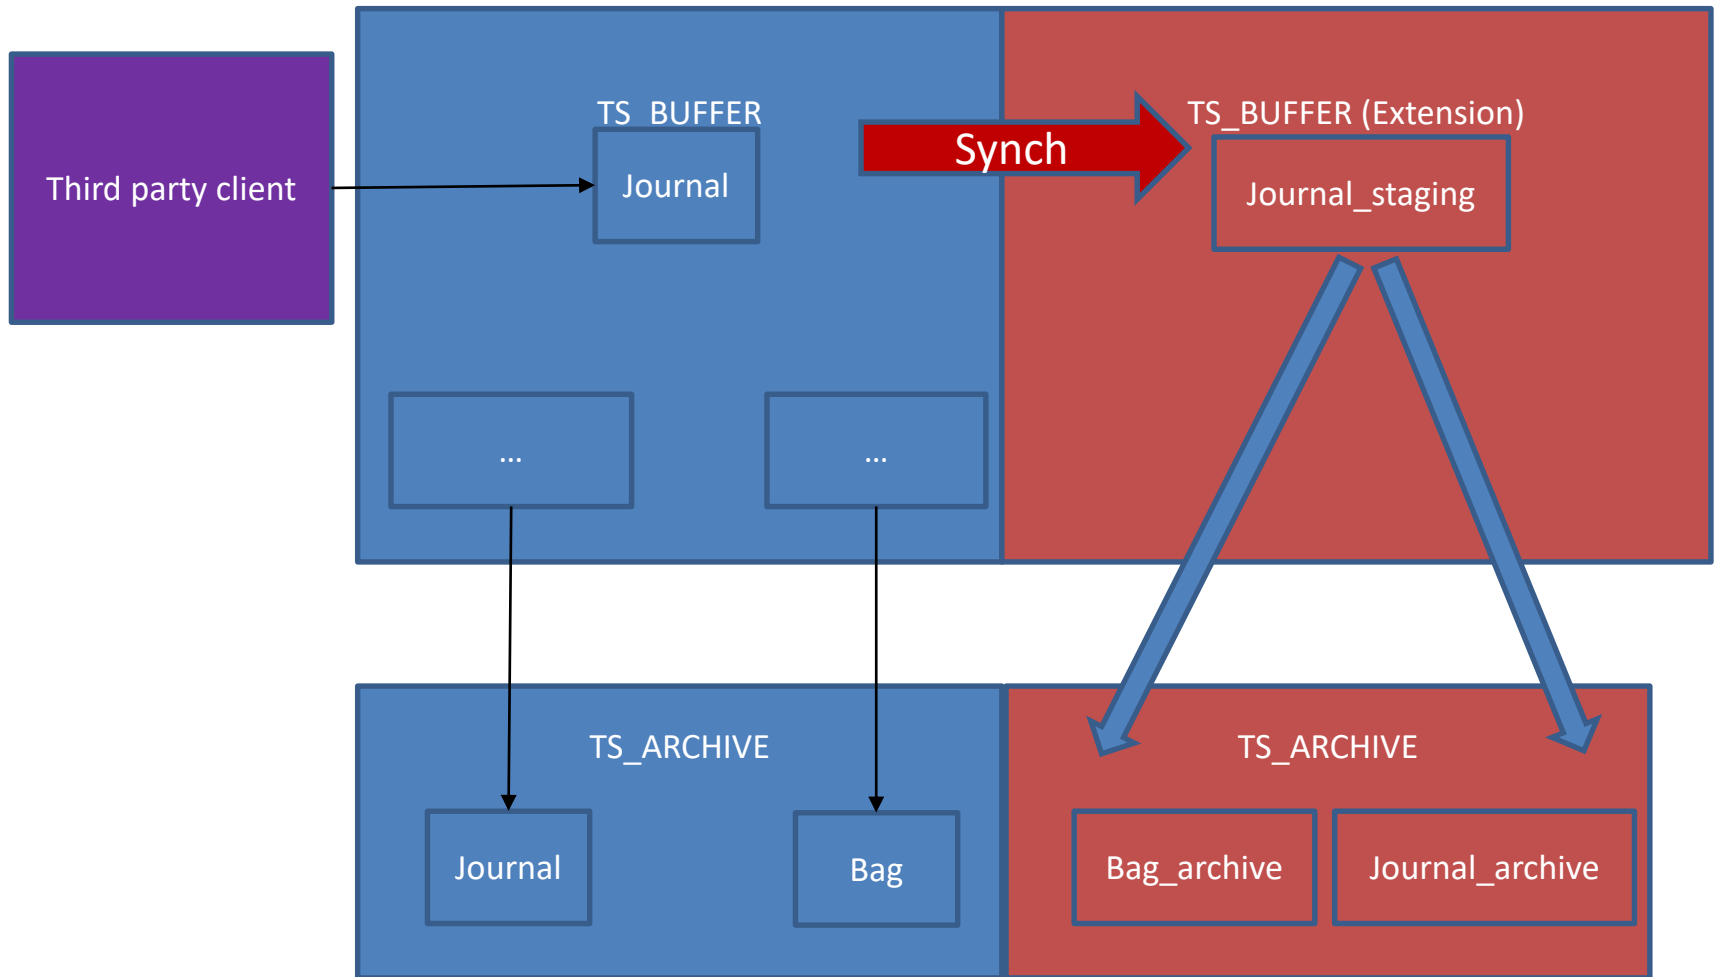 Third party client
TS_BUFFER
Journal
Synch
TS_BUFFER (Extension)
Journal_staging
...
...
TS_ARCHIVE
Journal
Bag
TS_ARCHIVE
Bag_archive
Journal_archive